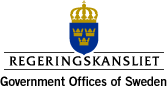 REGERINGSKANSLIET
Government Offices of Sweden